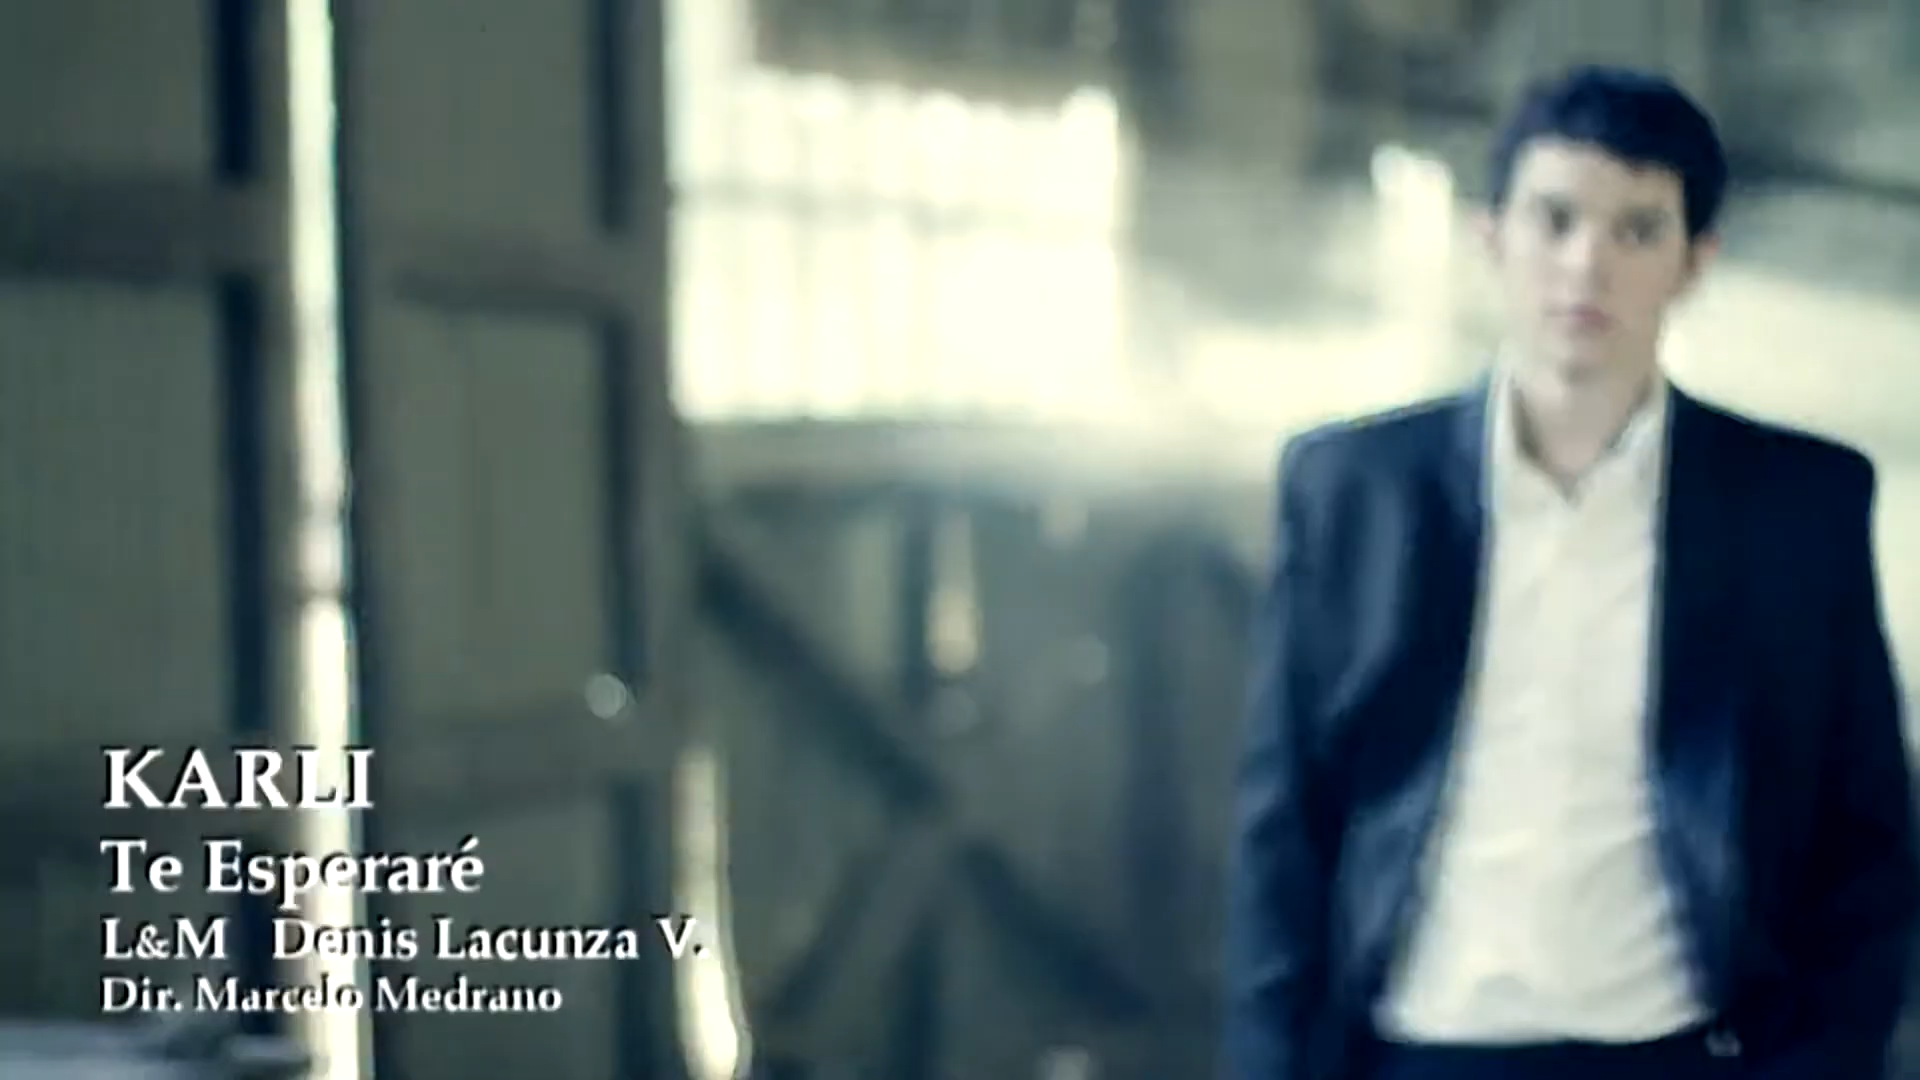 KARLI
Te Esperaré
L&M Denis Lacunza V.
Dir. Marcelo Medrano